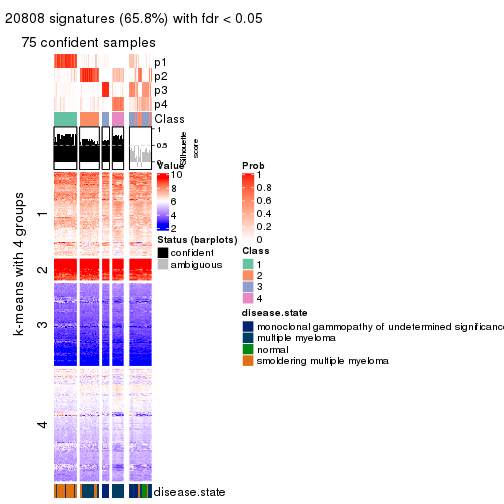 20808 signatures (65.8%) with fdr < 0.05
75 confident samples
p1
p2
p3
p4
Class
1
0.5
0
Silhouette
score
k-means with 4 groups
1
2
3
4
disease.state
Value
10
8
6
4
2
Status (barplots)
confident
ambiguous
Prob
1
0.8
0.6
0.4
0.2
0
Class
1
2
3
4
disease.state
monoclonal gammopathy of undetermined significance
multiple myeloma
normal
smoldering multiple myeloma